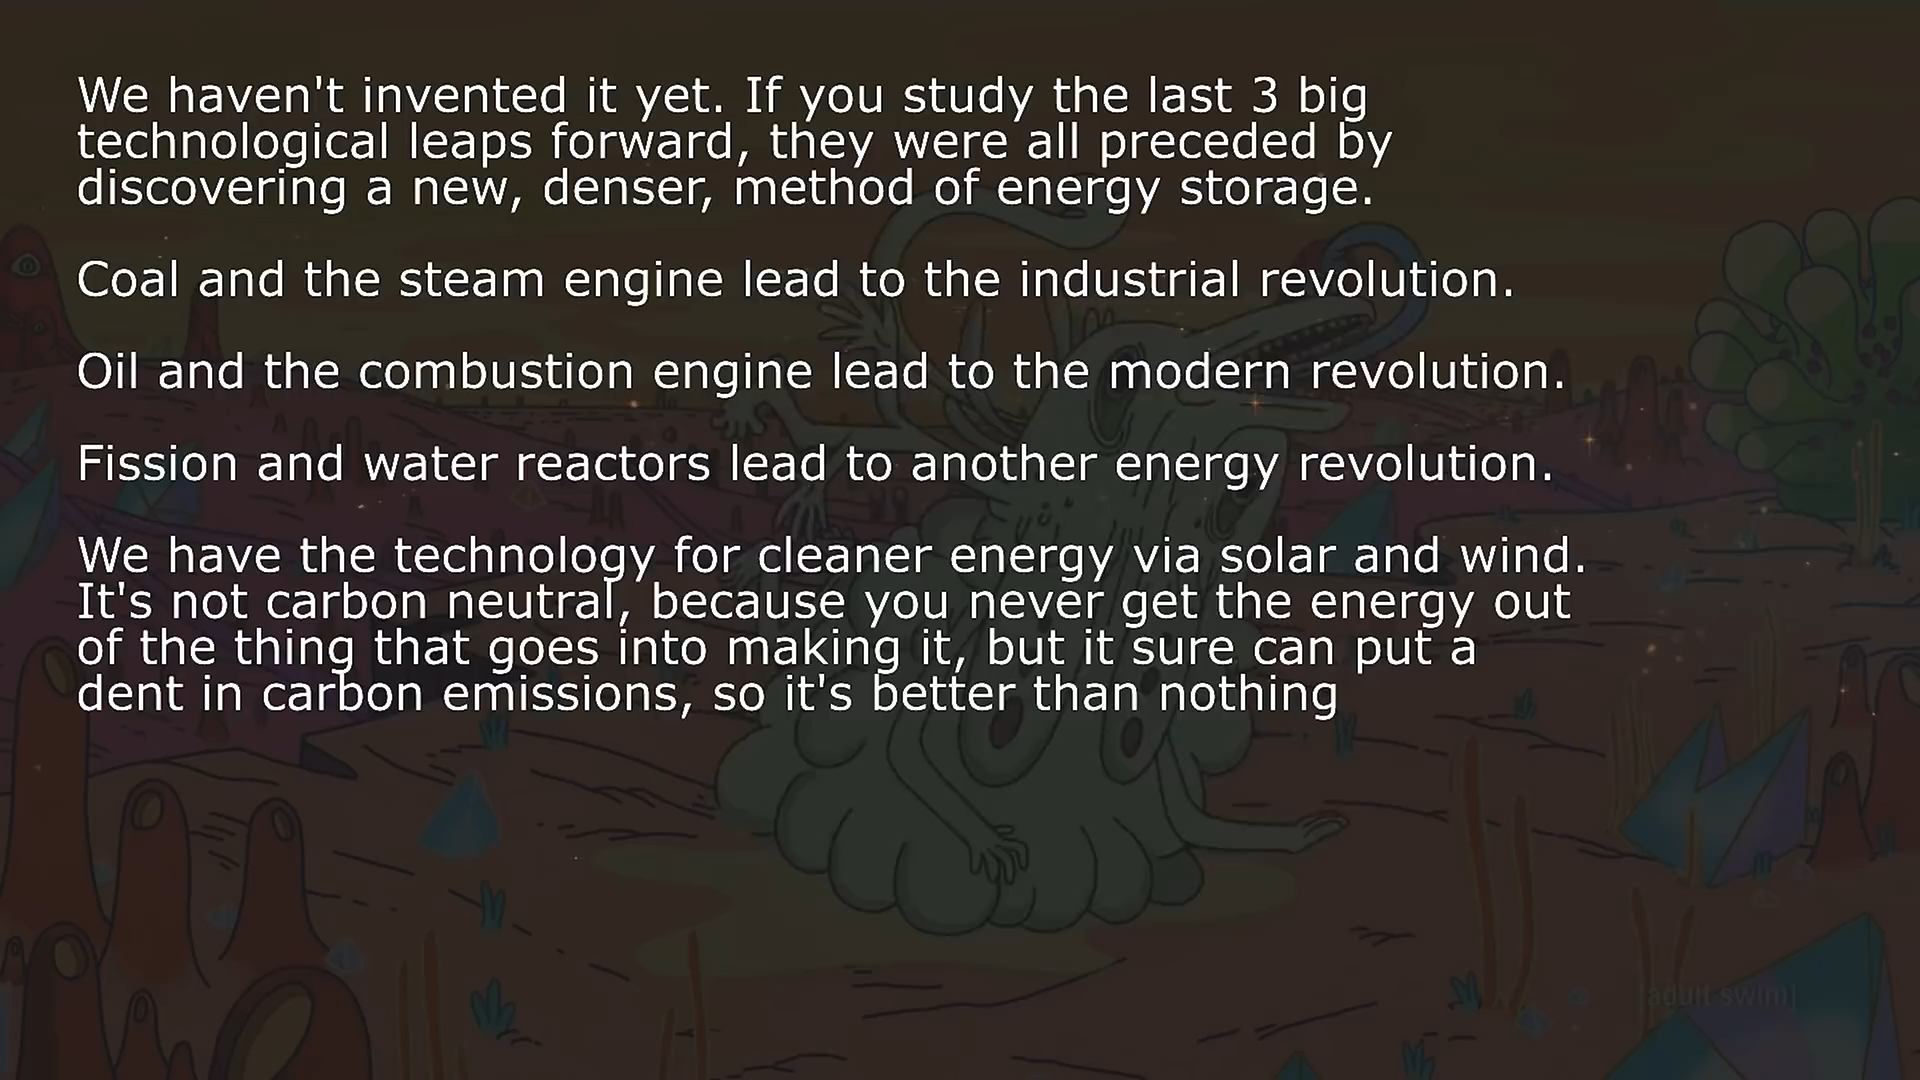 We haven't invented it yet. If you study the last 3 big
technological leaps forward, they were all preceded by
discovering a new, denser, method of energy storage.
Coal and the steam engine lead to the industrial revolution.
Oil and the combustion engine lead to the modern revolution.
Fission and water reactors lead to another energy revolution.
We have the technology for cleaner energy via solar and wind.
It's not carbon neutral, because you never get the energy out
of the thing that goes into making it, but it sure can put a
dent in carbon emissions, so it's better than nothing
[adult swim]